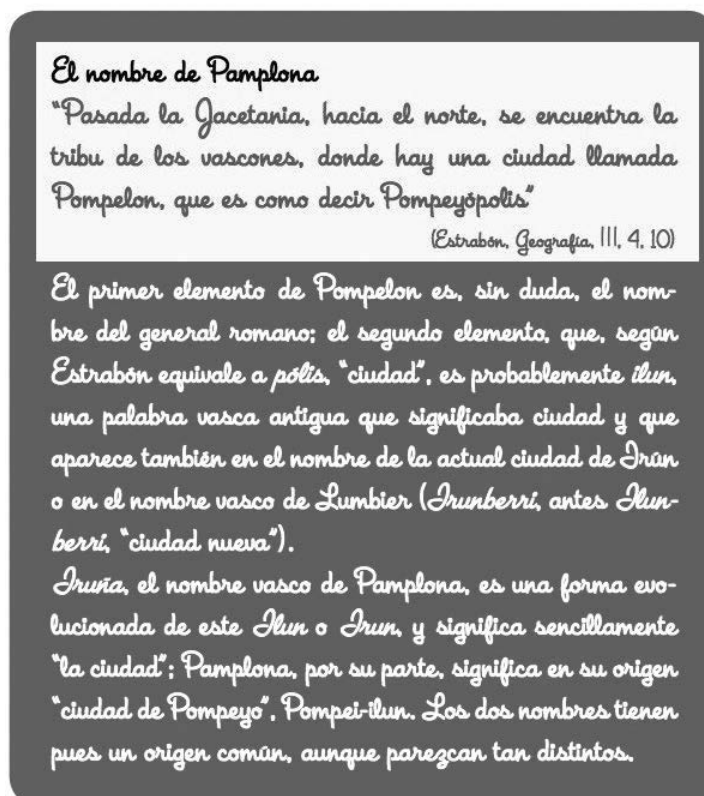 El nombre de Pamplona
“Pasada la Jacetania, hacia el norte, se encuentra la
tribu de los vascones, donde hay una ciudad llamada
Pompelon, que es como decir Pompeyópolis”
(Estrabón, Geografía, III, 4, 10)
El primer elemento de Pompelon es, sin duda, el nom-
bre del general romano; el segundo elemento, que, según
Estrabón equivale a pólis, “ciudad”, es probablemente ilun,
una palabra vasca antigua que significaba ciudad y que
aparece también en el nombre de la actual ciudad de Irún
o en el nombre vasco de Lumbier (Irunberri, antes Ilun-
berri, “ciudad nueva”).
Iruña, el nombre vasco de Pamplona, es una forma evo-
lucionada de este Ilun o Irun, y significa sencillamente
“la ciudad”; Pamplona, por su parte, significa en su origen
“ciudad de Pompeyo”, Pompei-ilun. Los dos nombres tienen
pues un origen común, aunque parezcan tan distintos.